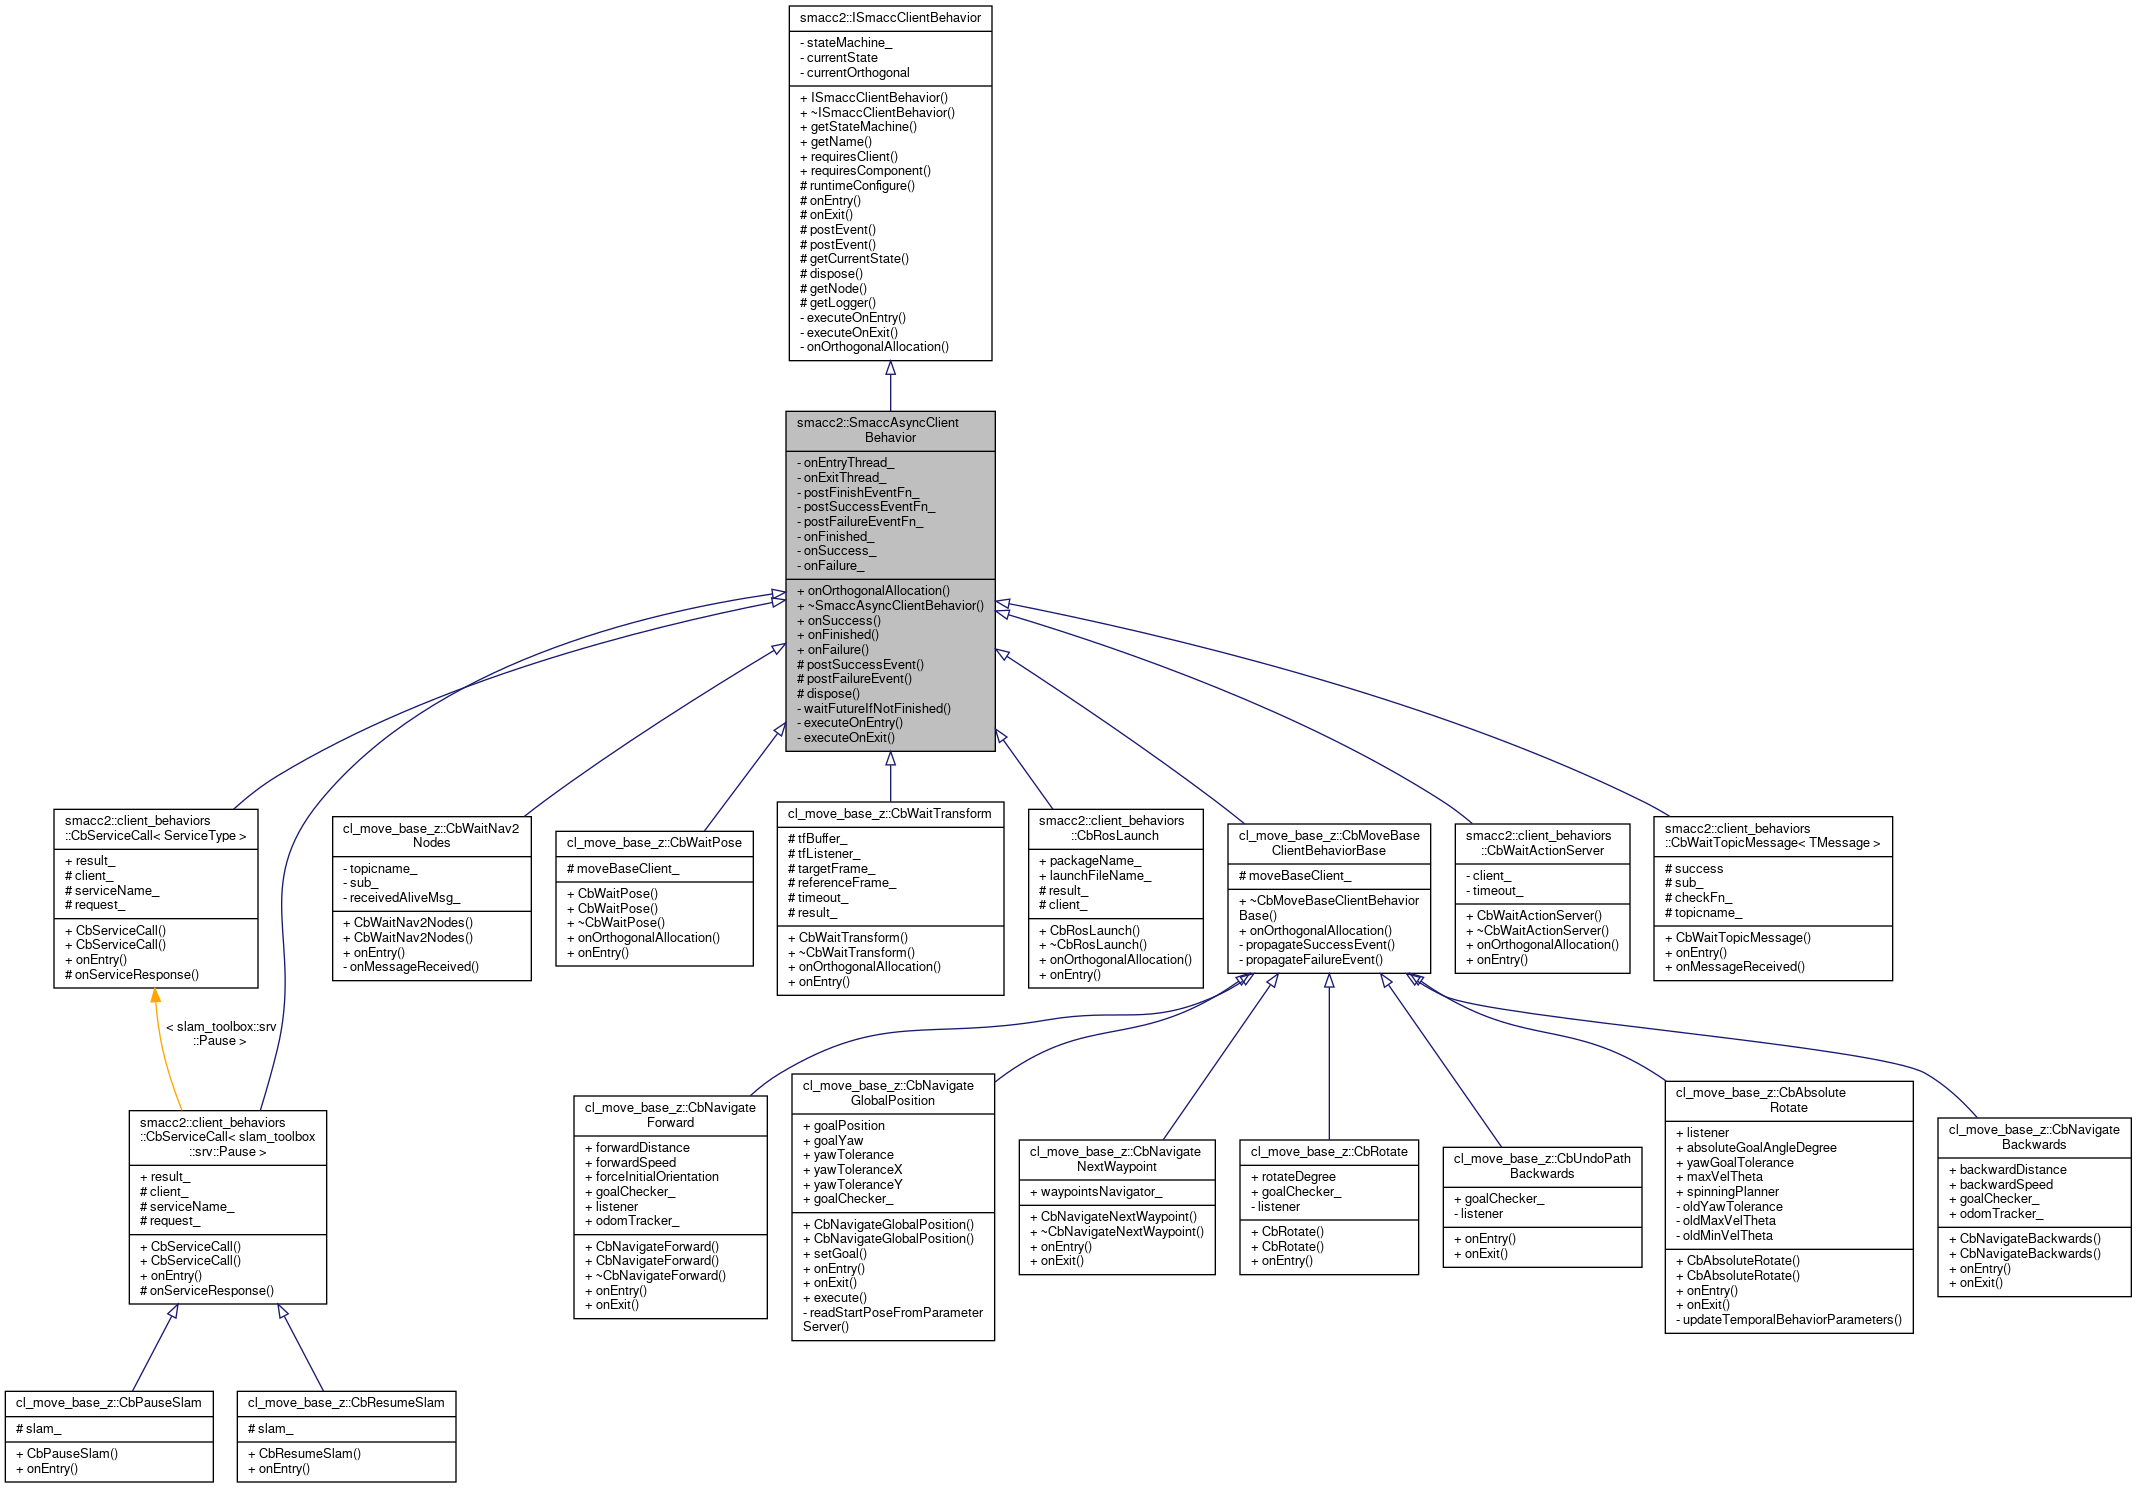 smacc2::ISmaccClientBehavior
- stateMachine_
- currentState
- currentOrthogonal
+ ISmaccClientBehavior()
+ ~ISmaccClientBehavior()
+ getStateMachine()
+ getName()
+ requiresClient()
+ requiresComponent()
# runtimeConfigure()
# onEntry()
# onExit()
# postEvent()
# postEvent()
# getCurrentState()
# dispose()
# getNode()
# getLogger()
- executeOnEntry()
- executeOnExit()
- onOrthogonalAllocation()
smacc2::SmaccAsyncClient
Behavior
- onEntryThread_
- onExitThread_
- postFinishEventFn_
- postSuccessEventFn_
- postFailureEventFn_
- onFinished_
- onSuccess_
- onFailure_
+ onOrthogonalAllocation()
+ ~SmaccAsyncClientBehavior()
+ onSuccess()
+ onFinished()
+ onFailure()
# postSuccessEvent()
# postFailureEvent()
# dispose()
- waitFutureIfNotFinished()
- executeOnEntry()
- executeOnExit()
smacc2::client_behaviors
::CbServiceCall< ServiceType >
+ result_
# client_
# serviceName_
# request_
+ CbServiceCall()
+ CbServiceCall()
+ onEntry()
# onServiceResponse()
cl_move_base_z::CbWaitNav2
Nodes
- topicname_
- sub_
- receivedAliveMsg_
+ CbWaitNav2Nodes()
+ CbWaitNav2Nodes()
+ onEntry()
- onMessageReceived()
cl_move_base_z::CbWaitPose
# moveBaseClient_
+ CbWaitPose()
+ CbWaitPose()
+ ~CbWaitPose()
+ onOrthogonalAllocation()
+ onEntry()
cl_move_base_z::CbWaitTransform
# tfBuffer_
# tfListener_
# targetFrame_
# referenceFrame_
# timeout_
# result_
+ CbWaitTransform()
+ ~CbWaitTransform()
+ onOrthogonalAllocation()
+ onEntry()
smacc2::client_behaviors
::CbRosLaunch
+ packageName_
+ launchFileName_
# result_
# client_
+ CbRosLaunch()
+ ~CbRosLaunch()
+ onOrthogonalAllocation()
+ onEntry()
cl_move_base_z::CbMoveBase
ClientBehaviorBase
# moveBaseClient_
+ ~CbMoveBaseClientBehavior
Base()
+ onOrthogonalAllocation()
- propagateSuccessEvent()
- propagateFailureEvent()
smacc2::client_behaviors
::CbWaitActionServer
- client_
- timeout_
+ CbWaitActionServer()
+ ~CbWaitActionServer()
+ onOrthogonalAllocation()
+ onEntry()
smacc2::client_behaviors
::CbWaitTopicMessage< TMessage >
# success
# sub_
# checkFn_
# topicname_
+ CbWaitTopicMessage()
+ onEntry()
+ onMessageReceived()
< slam_toolbox::srv
::Pause >
smacc2::client_behaviors
::CbServiceCall< slam_toolbox
::srv::Pause >
+ result_
# client_
# serviceName_
# request_
+ CbServiceCall()
+ CbServiceCall()
+ onEntry()
# onServiceResponse()
cl_move_base_z::CbNavigate
Forward
+ forwardDistance
+ forwardSpeed
+ forceInitialOrientation
+ goalChecker_
+ listener
+ odomTracker_
+ CbNavigateForward()
+ CbNavigateForward()
+ ~CbNavigateForward()
+ onEntry()
+ onExit()
cl_move_base_z::CbNavigate
GlobalPosition
+ goalPosition
+ goalYaw
+ yawTolerance
+ yawToleranceX
+ yawToleranceY
+ goalChecker_
+ CbNavigateGlobalPosition()
+ CbNavigateGlobalPosition()
+ setGoal()
+ onEntry()
+ onExit()
+ execute()
- readStartPoseFromParameter
Server()
cl_move_base_z::CbNavigate
NextWaypoint
+ waypointsNavigator_
+ CbNavigateNextWaypoint()
+ ~CbNavigateNextWaypoint()
+ onEntry()
+ onExit()
cl_move_base_z::CbRotate
+ rotateDegree
+ goalChecker_
- listener
+ CbRotate()
+ CbRotate()
+ onEntry()
cl_move_base_z::CbUndoPath
Backwards
+ goalChecker_
- listener
+ onEntry()
+ onExit()
cl_move_base_z::CbAbsolute
Rotate
+ listener
+ absoluteGoalAngleDegree
+ yawGoalTolerance
+ maxVelTheta
+ spinningPlanner
- oldYawTolerance
- oldMaxVelTheta
- oldMinVelTheta
+ CbAbsoluteRotate()
+ CbAbsoluteRotate()
+ onEntry()
+ onExit()
- updateTemporalBehaviorParameters()
cl_move_base_z::CbNavigate
Backwards
+ backwardDistance
+ backwardSpeed
+ goalChecker_
+ odomTracker_
+ CbNavigateBackwards()
+ CbNavigateBackwards()
+ onEntry()
+ onExit()
cl_move_base_z::CbPauseSlam
# slam_
+ CbPauseSlam()
+ onEntry()
cl_move_base_z::CbResumeSlam
# slam_
+ CbResumeSlam()
+ onEntry()